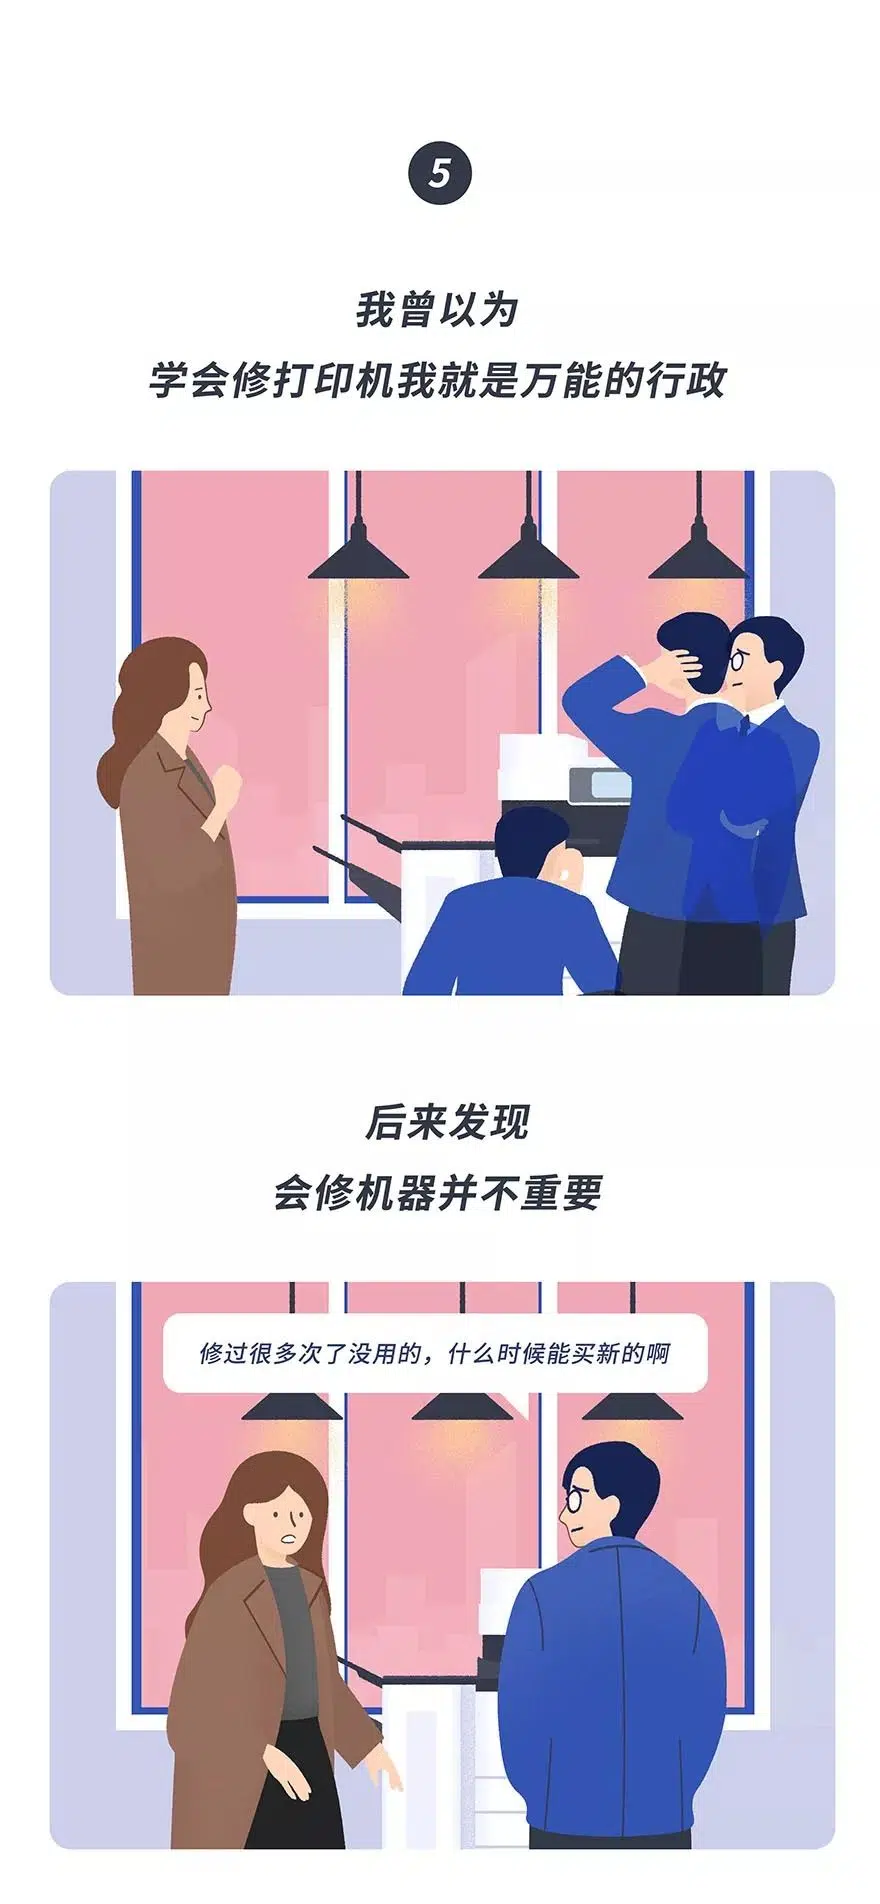 5
我曾以为
学会修打印机我就是万能的行政
后来发现
会修机器并不重要
修过很多次了没用的，什么时候能买新的啊